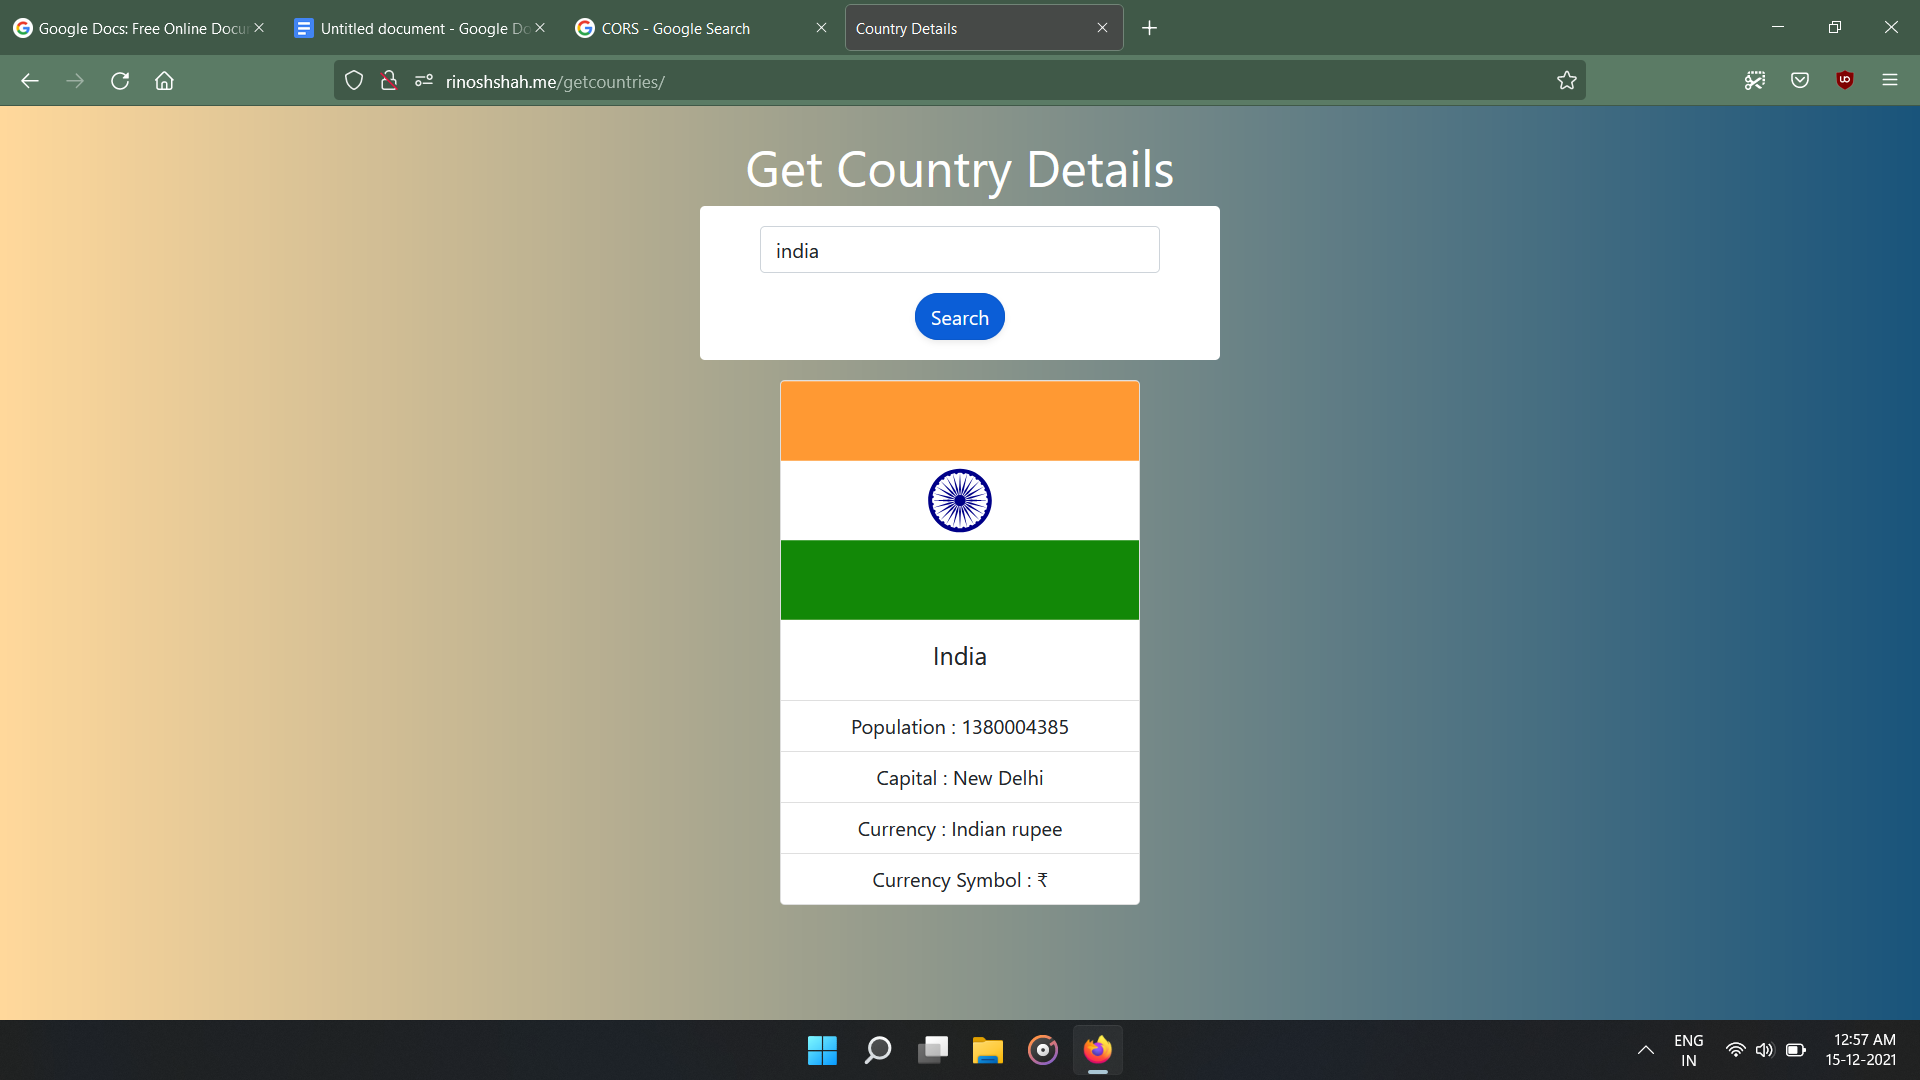 Google Docs: Free Online Docu
Untitled document - Google Do
CORS - Google Search
Country Details
rinoshshah.me/getcountries/
Get Country Details
india
Search
India
Population : 1380004385
Capital : New Delhi
Currency : Indian rupee
Currency Symbol : ₹
ENG
IN
12:57 AM
15-12-2021